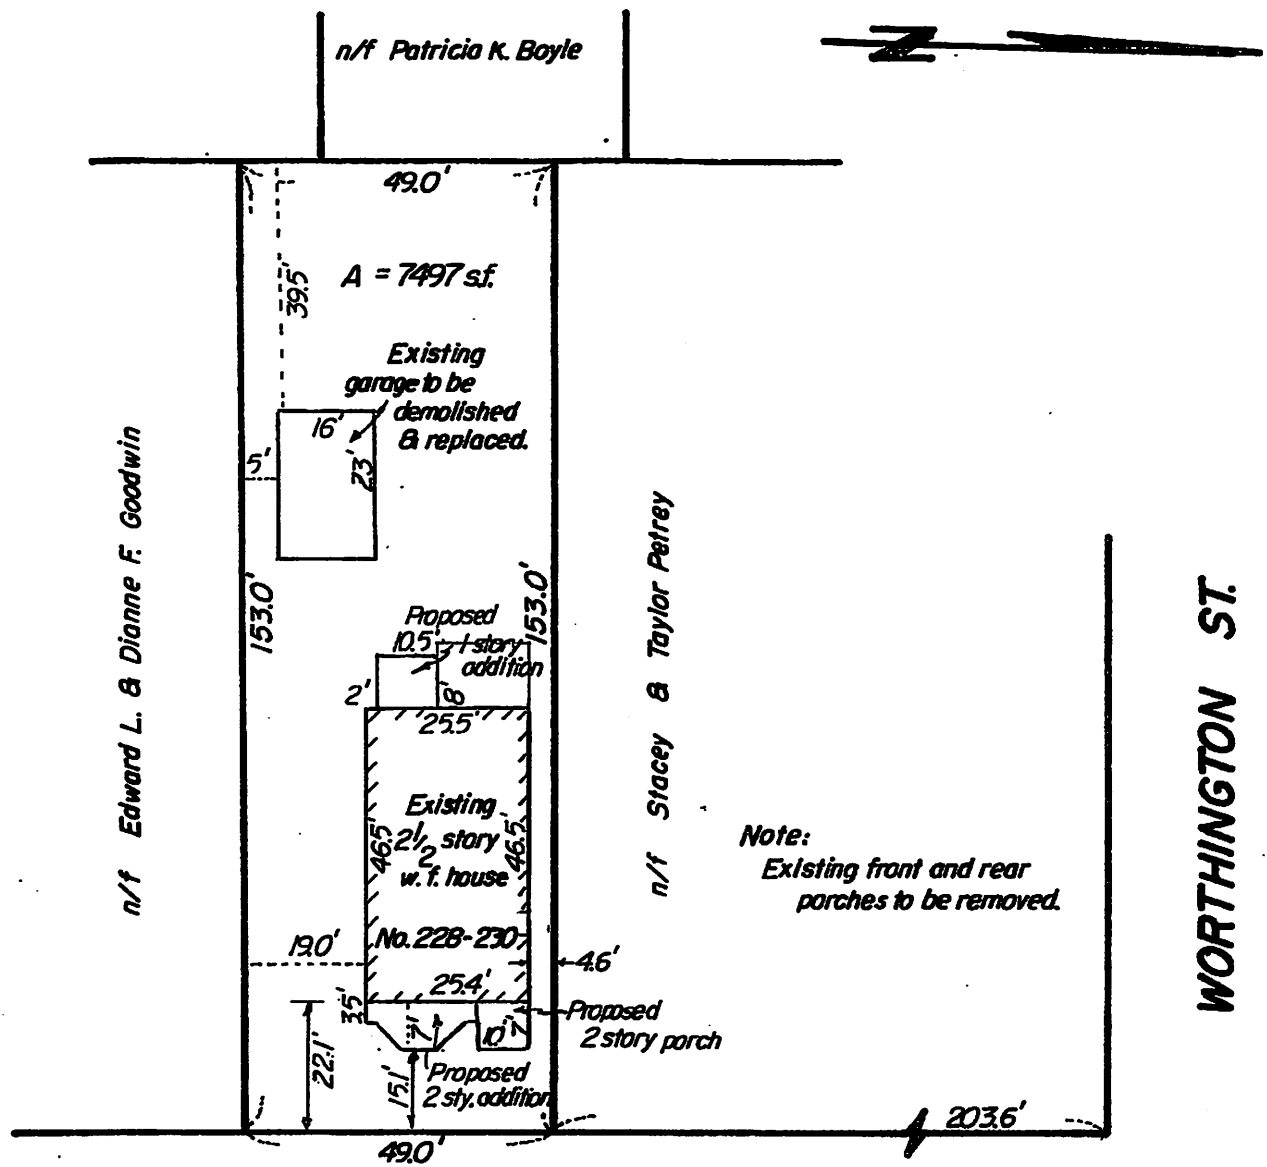 n/f Patricia K. Boyle
N
49.0'
A = 7497 s.f.
39.5'
Existing
garage to be
demolished
& replaced.
16'
23'
5'
n/f Edward L. & Dianne F. Goodwin
153.0'
153.0'
n/f Stacey & Taylor Petrey
WORTHINGTON ST.
Proposed
1 story
addition
10.5'
2'
8'
25.5'
46.5'
46.5'
Existing
2 1/2 story
w. f. house
No. 228-230
Note:
Existing front and rear
porches to be removed.
19.0'
4.6'
25.4'
3.5'
7'
10'
7'
Proposed
2 story porch
22.1'
15.1'
Proposed
2 sty. addition
49.0'
203.6'